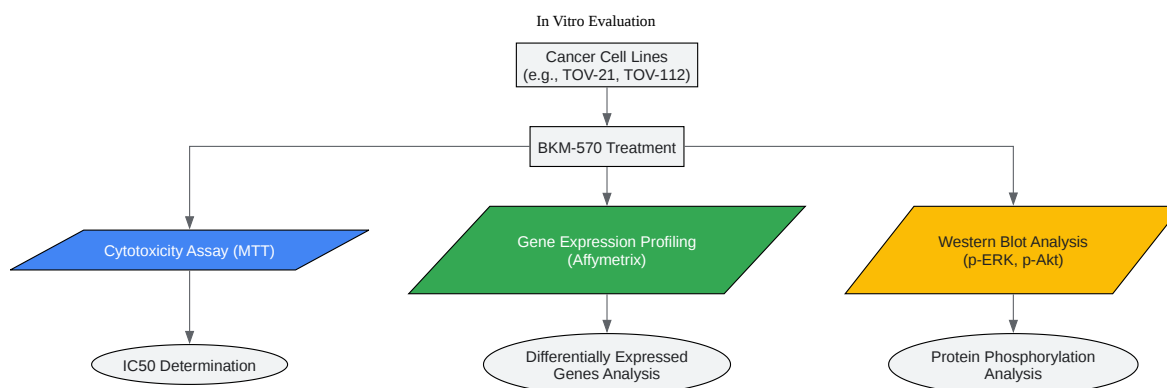 In Vitro Evaluation
Cancer Cell Lines
(e.g., TOV-21, TOV-112)
BKM-570 Treatment
Cytotoxicity Assay (MTT)
Gene Expression Profiling
(Affymetrix)
Western Blot Analysis
(p-ERK, p-Akt)
IC50 Determination
Differentially Expressed
Genes Analysis
Protein Phosphorylation
Analysis